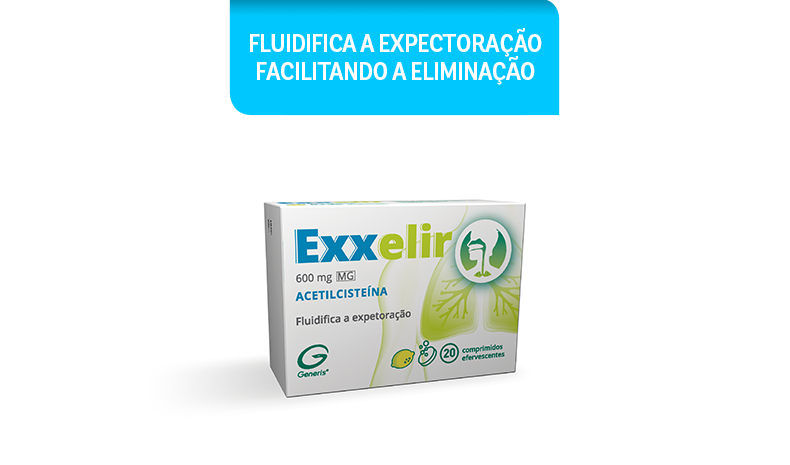 FLUIDIFICA A EXPECTORAÇÃO
FACILITANDO A ELIMINAÇÃO
Exxelir
600 mg MG
ACETILCISTEÍNA
Fluidifica a expetoração
20 comprimidos
efervescentes
Generis